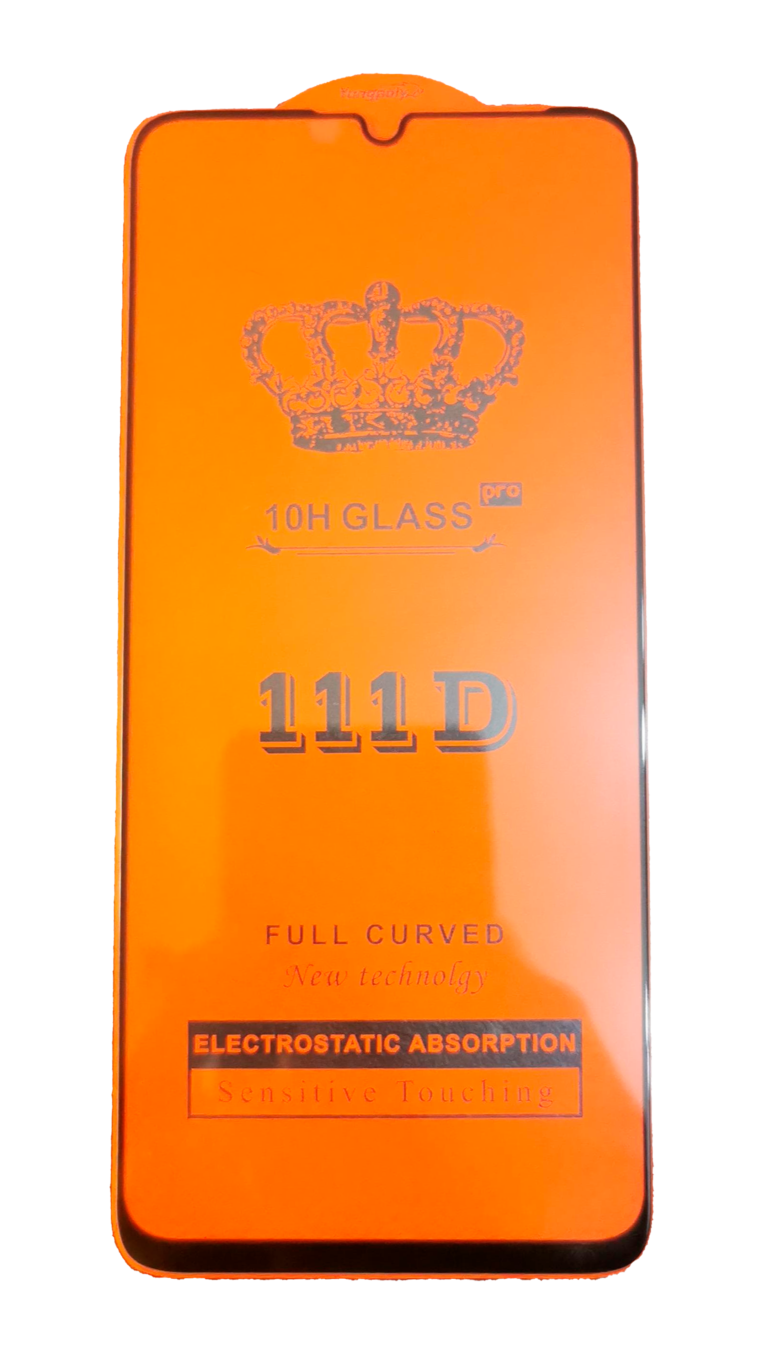 10H GLASS pro
111D
FULL CURVED
New technolgy
ELECTROSTATIC ABSORPTION
Sensitive Touching